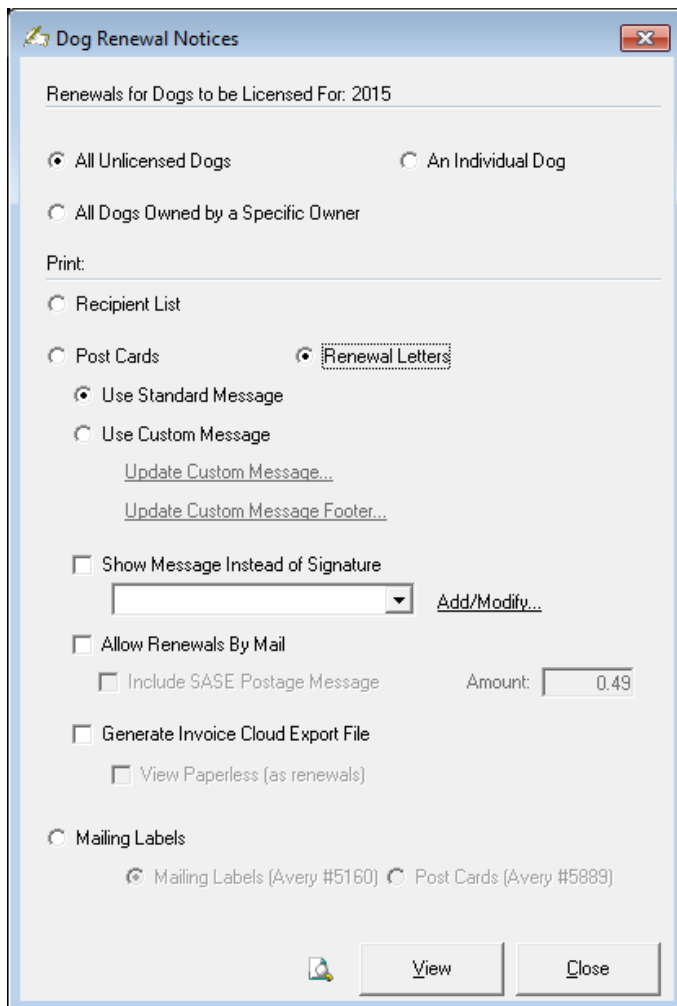 Dog Renewal Notices
Renewals for Dogs to be Licensed For: 2015
All Unlicensed Dogs An Individual Dog
All Dogs Owned by a Specific Owner
Print:
Recipient List
Post Cards Renewal Letters
Use Standard Message
Use Custom Message
Update Custom Message...
Update Custom Message Footer...
Show Message Instead of Signature
Add/Modify...
Allow Renewals By Mail
Include SASE Postage Message Amount: 0.49
Generate Invoice Cloud Export File
View Paperless (as renewals)
Mailing Labels
Mailing Labels (Avery #5160) Post Cards (Avery #5889)
View Close